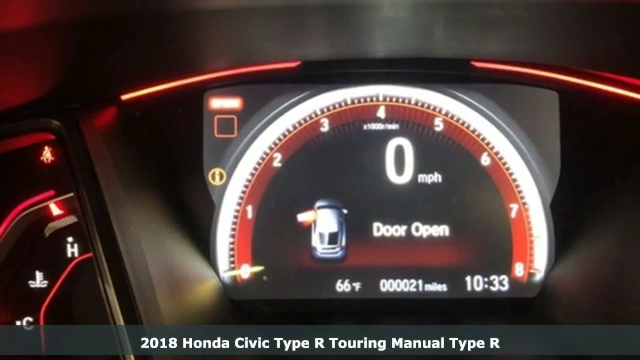 4
3 5
x1000r/min
2 6
0 mph
1 7
Door Open
H
0 8
66°F 000021 miles 10:33
C
2018 Honda Civic Type R Touring Manual Type R